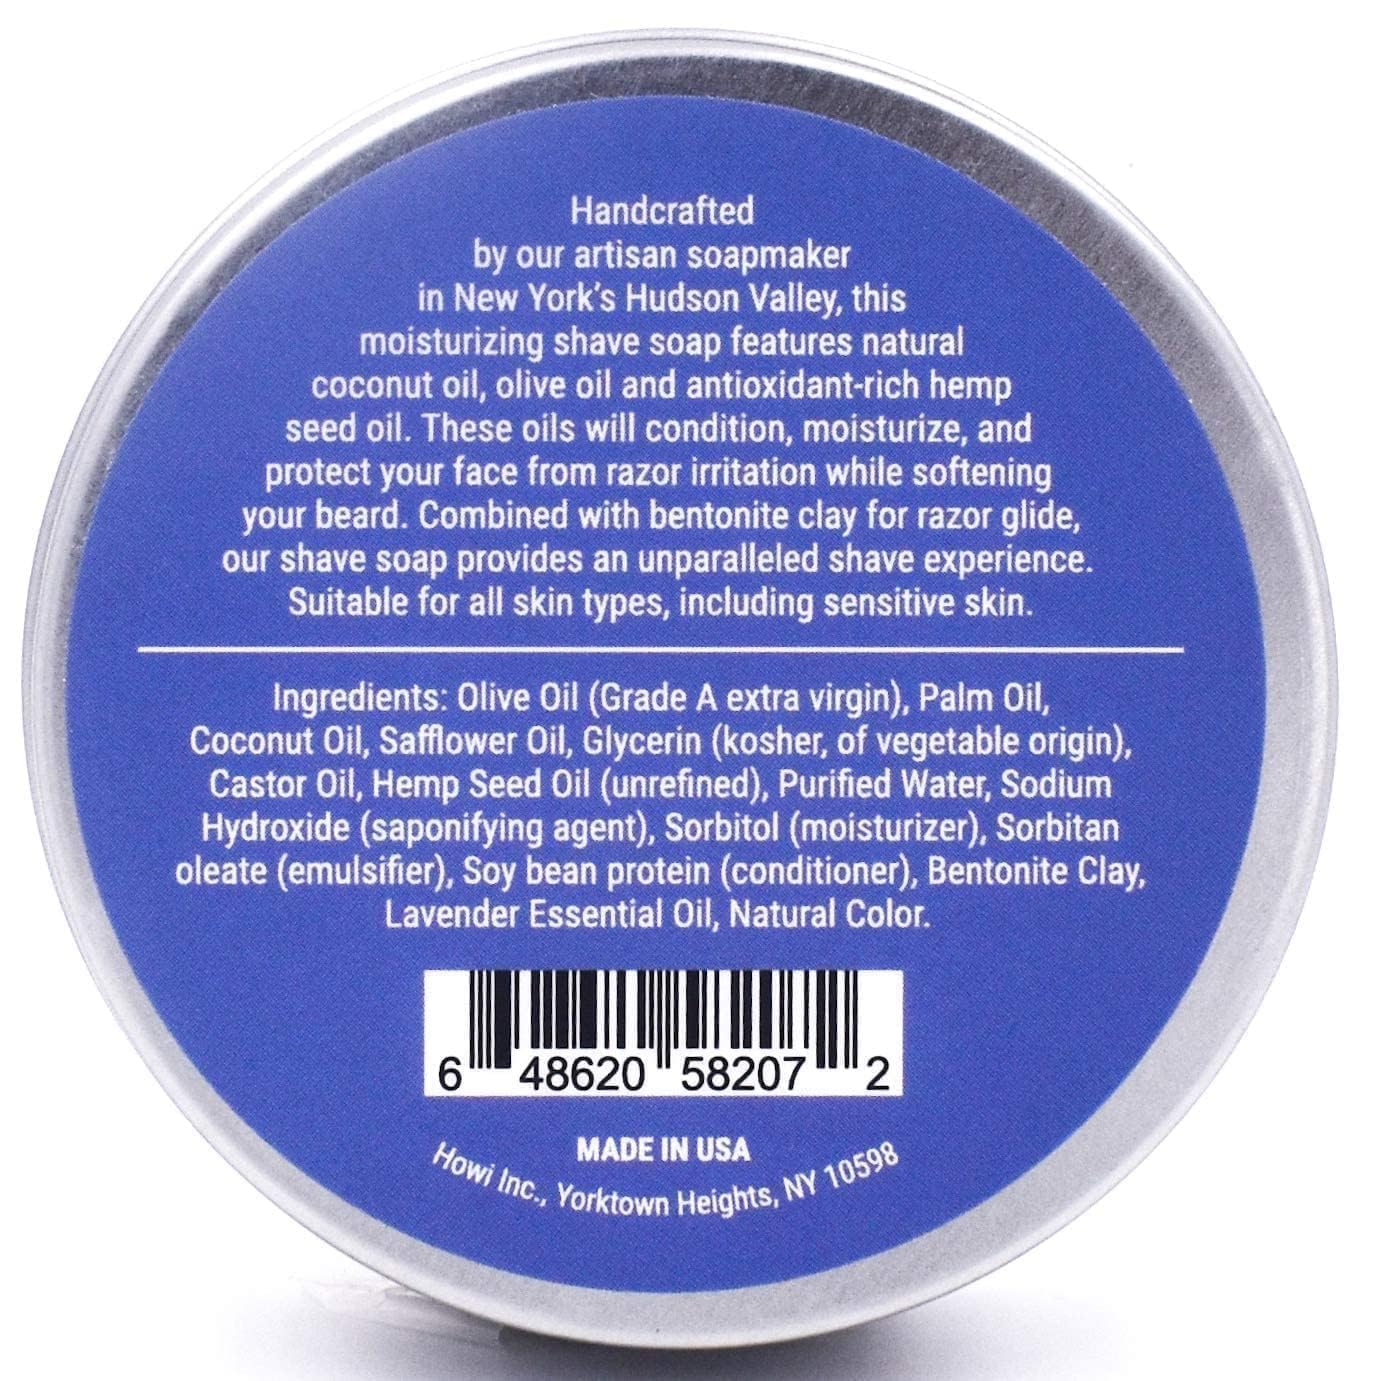 Handcrafted
by our artisan soapmaker
in New York's Hudson Valley, this
moisturizing shave soap features natural
coconut oil, olive oil and antioxidant-rich hemp
seed oil. These oils will condition, moisturize, and
protect your face from razor irritation while softening
your beard. Combined with bentonite clay for razor glide,
our shave soap provides an unparalleled shave experience.
Suitable for all skin types, including sensitive skin.
Ingredients: Olive Oil (Grade A extra virgin), Palm Oil,
Coconut Oil, Safflower Oil, Glycerin (kosher, of vegetable origin),
Castor Oil, Hemp Seed Oil (unrefined), Purified Water, Sodium
Hydroxide (saponifying agent), Sorbitol (moisturizer), Sorbitan
oleate (emulsifier), Soy bean protein (conditioner), Bentonite Clay,
Lavender Essential Oil, Natural Color.
6 48620 58207 2
MADE IN USA
Howi Inc., Yorktown Heights, NY 10598